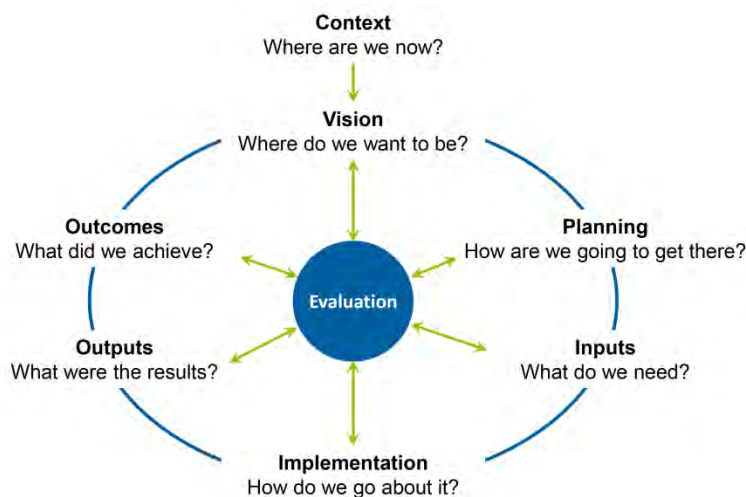 Context
Where are we now?
Vision
Where do we want to be?
Outcomes
What did we achieve?
Planning
How are we going to get there?
Evaluation
Outputs
What were the results?
Inputs
What do we need?
Implementation
How do we go about it?